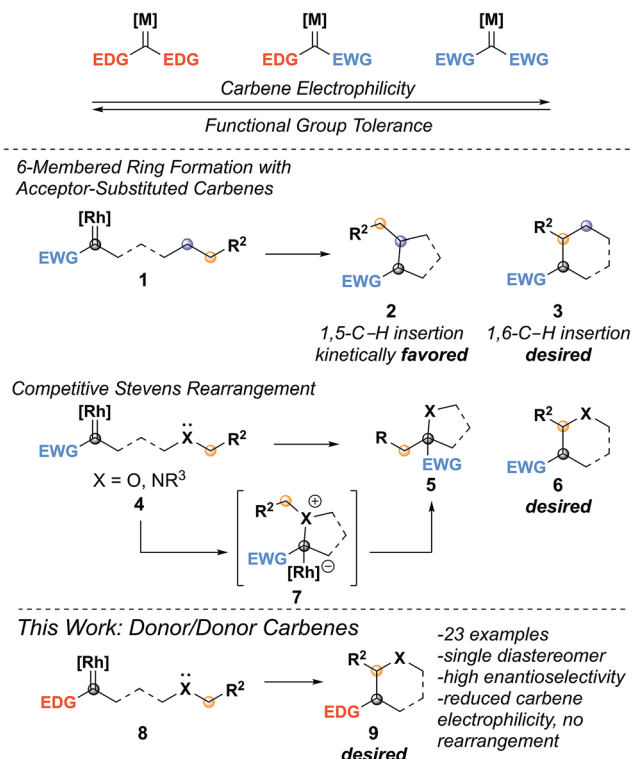 [M] [M] [M]
EDG EDG EDG EWG EWG EWG
Carbene Electrophilicity
Functional Group Tolerance
6-Membered Ring Formation with
Acceptor-Substituted Carbenes
[Rh]
EWG R² R² EWG R² EWG
1 2 3
1,5-C–H insertion 1,6-C–H insertion
kinetically favored desired
Competitive Stevens Rearrangement
[Rh]
EWG X R² R X EWG R² X EWG
X = O, NR³
4 5 6
desired
R² X ⊕
EWG
[Rh] ⊖
7
This Work: Donor/Donor Carbenes
[Rh]
EDG X R² R² X EDG
8 9
desired
-23 examples
-single diastereomer
-high enantioselectivity
-reduced carbene
electrophilicity, no
rearrangement